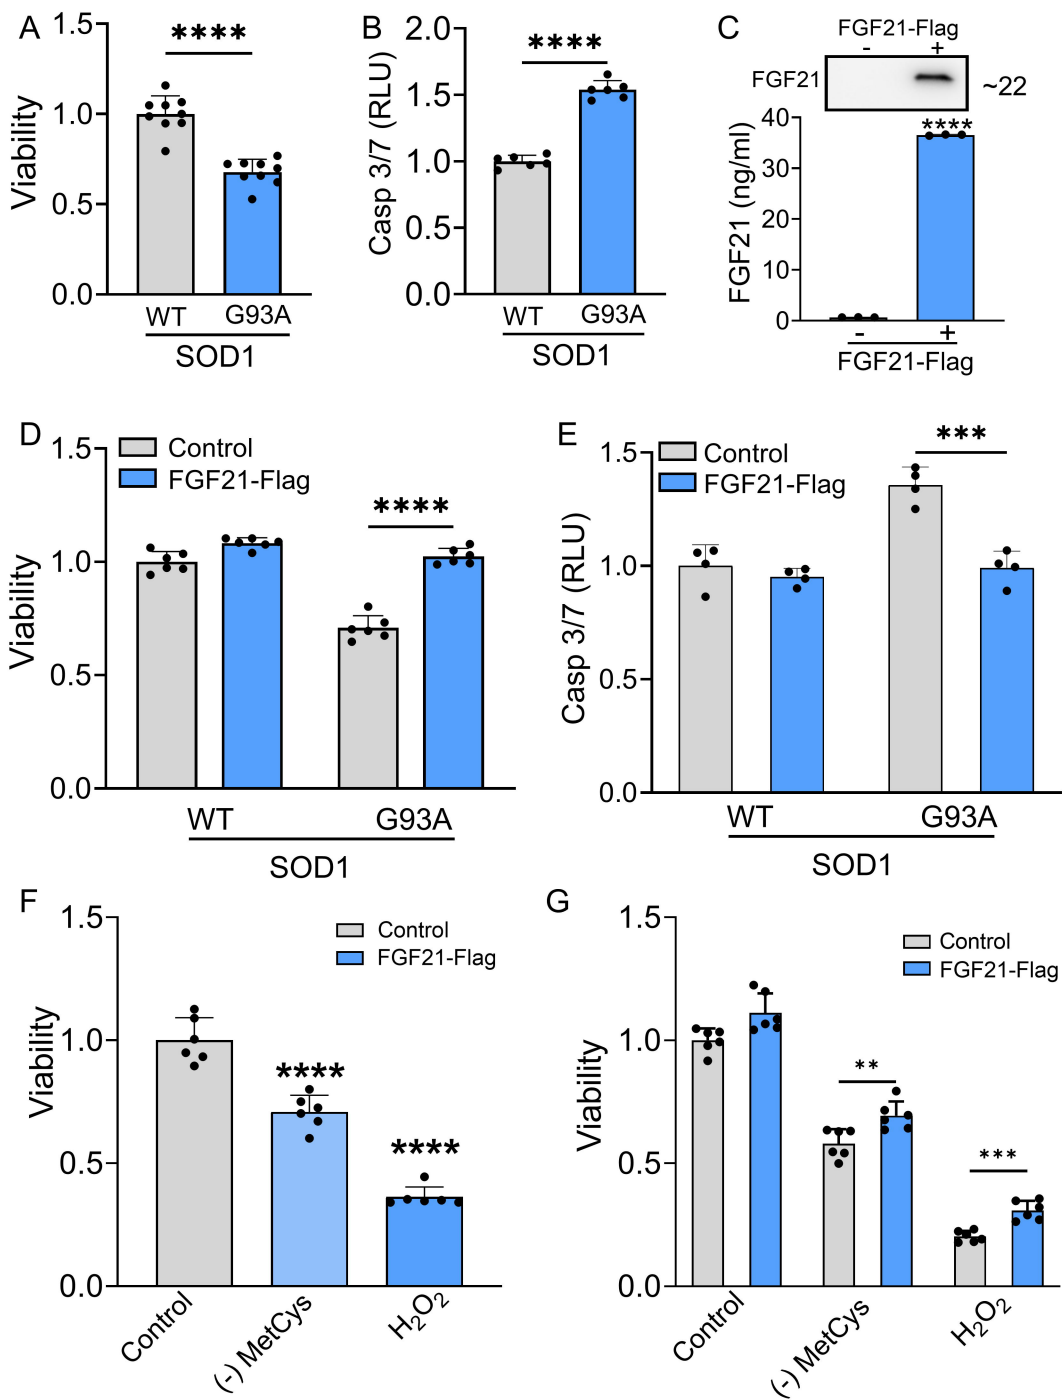 A
1.5
1.0
0.5
0.0
Viability
****
WT
G93A
SOD1
B
2.0
1.5
1.0
0.5
0.0
Casp 3/7 (RLU)
****
WT
G93A
SOD1
C
FGF21-Flag
- +
FGF21
~22
40
30
20
10
0
FGF21 (ng/ml)
****
- +
FGF21-Flag
D
1.5
1.0
0.5
0.0
Viability
Control
FGF21-Flag
****
WT
G93A
SOD1
E
1.5
1.0
0.5
0.0
Casp 3/7 (RLU)
Control
FGF21-Flag
***
WT
G93A
SOD1
F
1.5
1.0
0.5
0.0
Viability
Control
FGF21-Flag
****
****
Control
(-) MetCys
H₂O₂
G
1.5
1.0
0.5
0.0
Viability
Control
FGF21-Flag
**
***
Control
(-) MetCys
H₂O₂